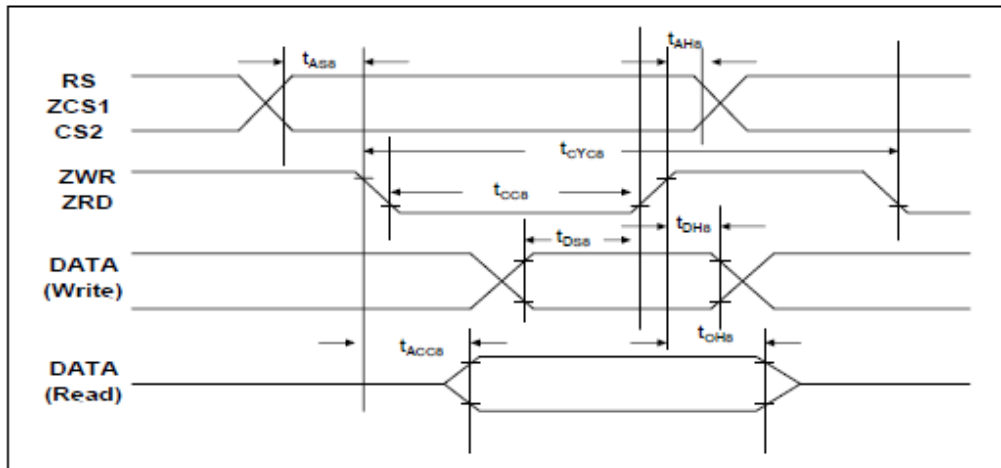 tAS8
tAH8
RS
ZCS1
CS2
tCYC8
ZWR
ZRD
tCC8
tDS8
tDH8
DATA
(Write)
tACC8
tOH8
DATA
(Read)